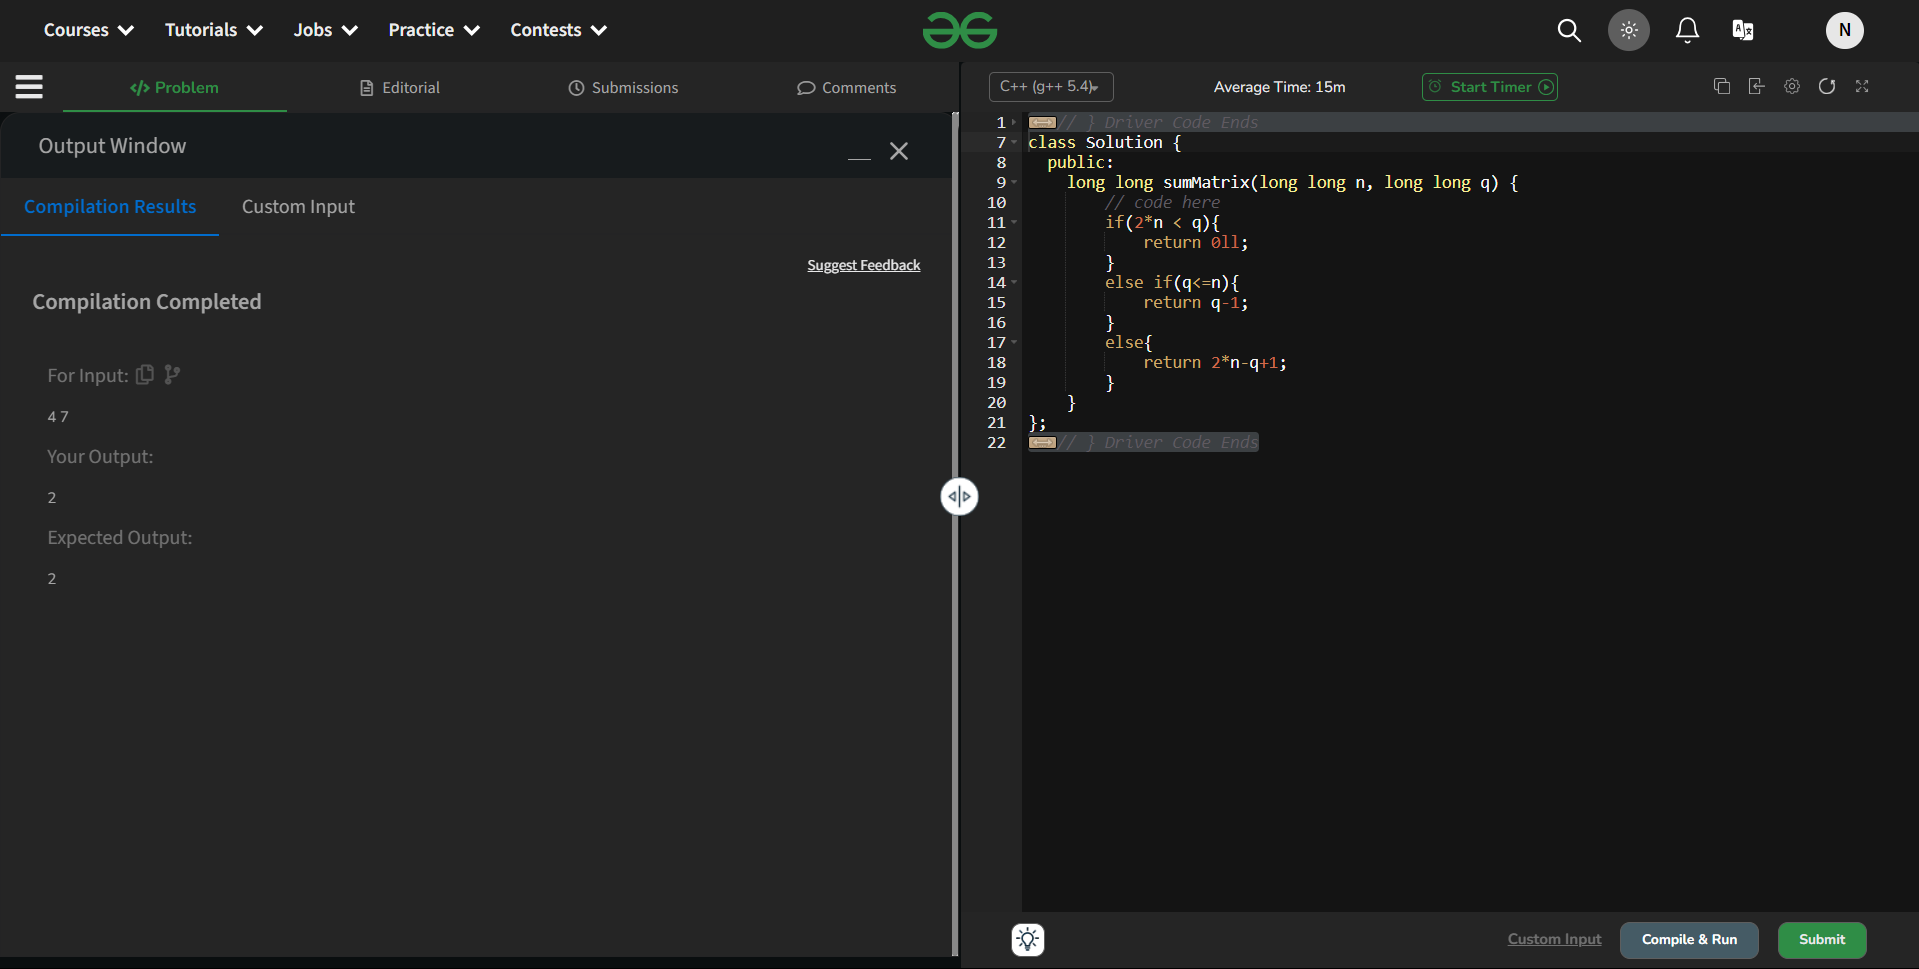 Courses Tutorials Jobs Practice Contests N
Problem Editorial Submissions Comments
Output Window
Compilation Results Custom Input
Suggest Feedback
Compilation Completed
For Input:
4 7
Your Output:
2
Expected Output:
2
C++ (g++ 5.4) Average Time: 15m Start Timer
1 // } Driver Code Ends
7 class Solution {
8 public:
9 long long sumMatrix(long long n, long long q) {
10 // code here
11 if(2*n < q){
12 return 0ll;
13 }
14 else if(q<=n){
15 return q-1;
16 }
17 else{
18 return 2*n-q+1;
19 }
20 }
21 };
22 // } Driver Code Ends
Custom Input Compile & Run Submit